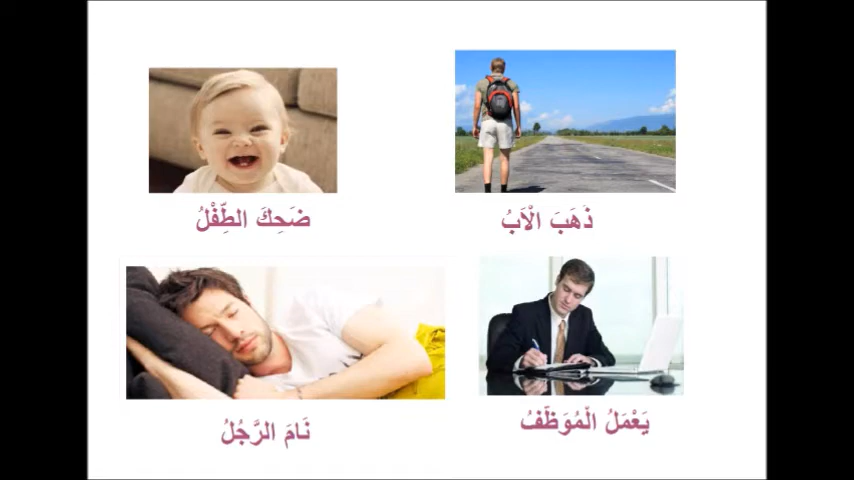 ذَهَبَ الْاَبُ
ضَحِكَ الطِّفْلُ
يَعْمَلُ الْمُوَظَّفُ
نَامَ الرَّجُلُ